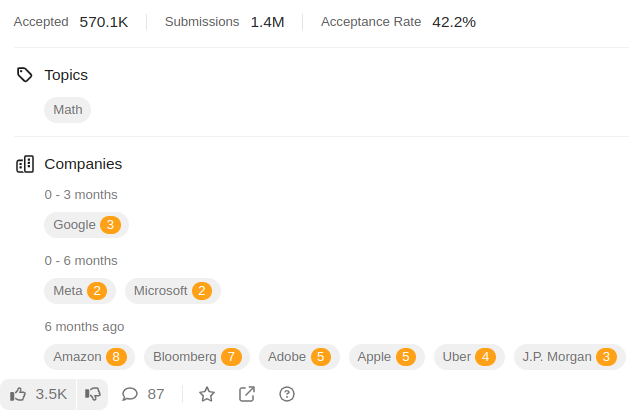 Accepted 570.1K Submissions 1.4M Acceptance Rate 42.2%
Topics
Math
Companies
0 - 3 months
Google 3
0 - 6 months
Meta 2 Microsoft 2
6 months ago
Amazon 8 Bloomberg 7 Adobe 5 Apple 5 Uber 4 J.P. Morgan 3
3.5K 87